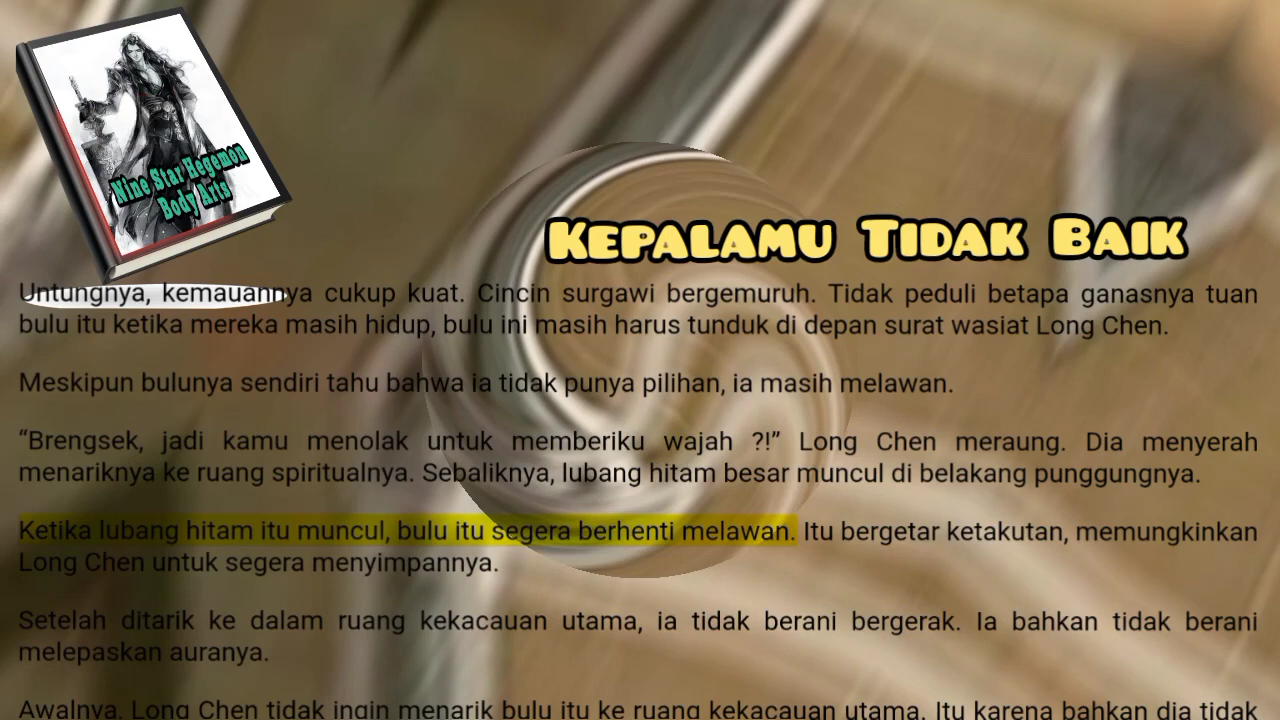 Nine Star Hegemon
Body Arts
Kepalamu Tidak Baik
Untungnya, kemauannya cukup kuat. Cincin surgawi bergemuruh. Tidak peduli betapa ganasnya tuan
bulu itu ketika mereka masih hidup, bulu ini masih harus tunduk di depan surat wasiat Long Chen.
Meskipun bulunya sendiri tahu bahwa ia tidak punya pilihan, ia masih melawan.
“Brengsek, jadi kamu menolak untuk memberiku wajah ?!” Long Chen meraung. Dia menyerah
menariknya ke ruang spiritualnya. Sebaliknya, lubang hitam besar muncul di belakang punggungnya.
Ketika lubang hitam itu muncul, bulu itu segera berhenti melawan. Itu bergetar ketakutan, memungkinkan
Long Chen untuk segera menyimpannya.
Setelah ditarik ke dalam ruang kekacauan utama, ia tidak berani bergerak. Ia bahkan tidak berani
melepaskan auranya.
Awalnya, Long Chen tidak ingin menarik bulu itu ke ruang kekacauan utama. Itu karena bahkan dia tidak